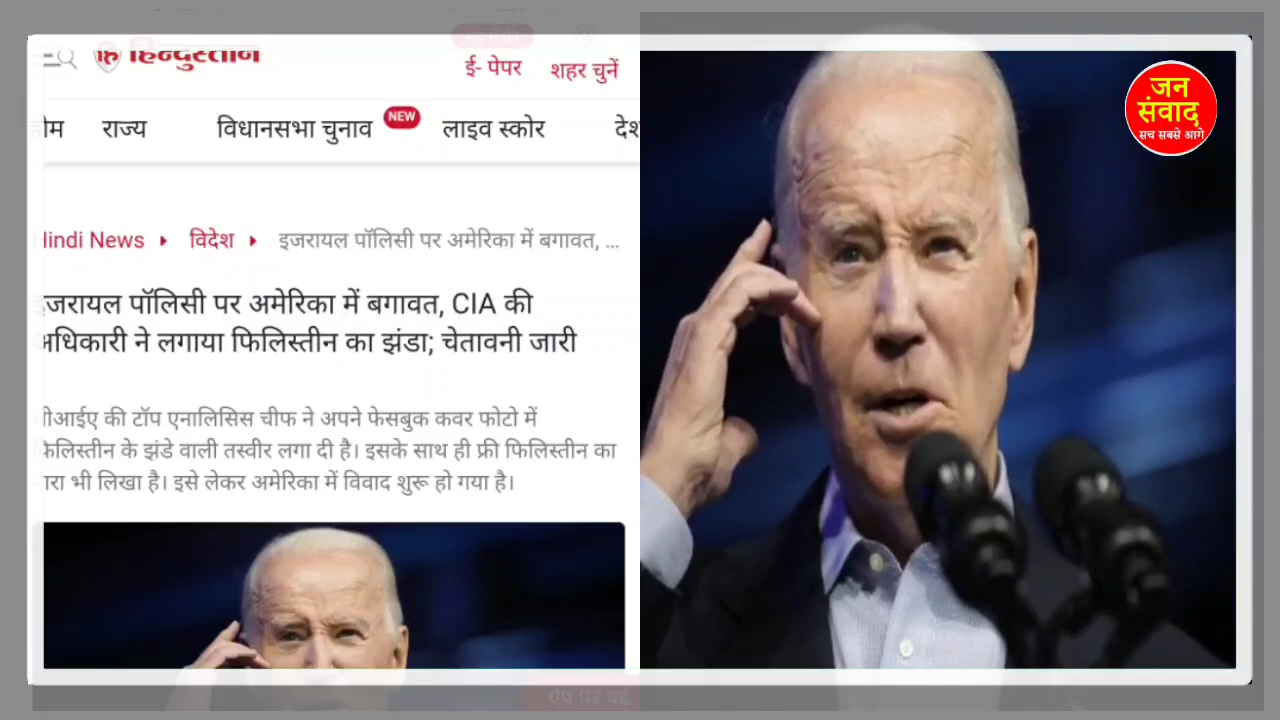 हिन्दुस्तान
ई- पेपर
शहर चुनें
राज्य
विधानसभा चुनाव
NEW
लाइव स्कोर
Hindi News
विदेश
इजरायल पॉलिसी पर अमेरिका में बगावत, ...
इजरायल पॉलिसी पर अमेरिका में बगावत, CIA की
अधिकारी ने लगाया फिलिस्तीन का झंडा; चेतावनी जारी
सीआईए की टॉप एनालिसिस चीफ ने अपने फेसबुक कवर फोटो में
फिलिस्तीन के झंडे वाली तस्वीर लगा दी है। इसके साथ ही फ्री फिलिस्तीन का
नारा भी लिखा है। इसे लेकर अमेरिका में विवाद शुरू हो गया है।
जन
संवाद
सच सबसे आगे